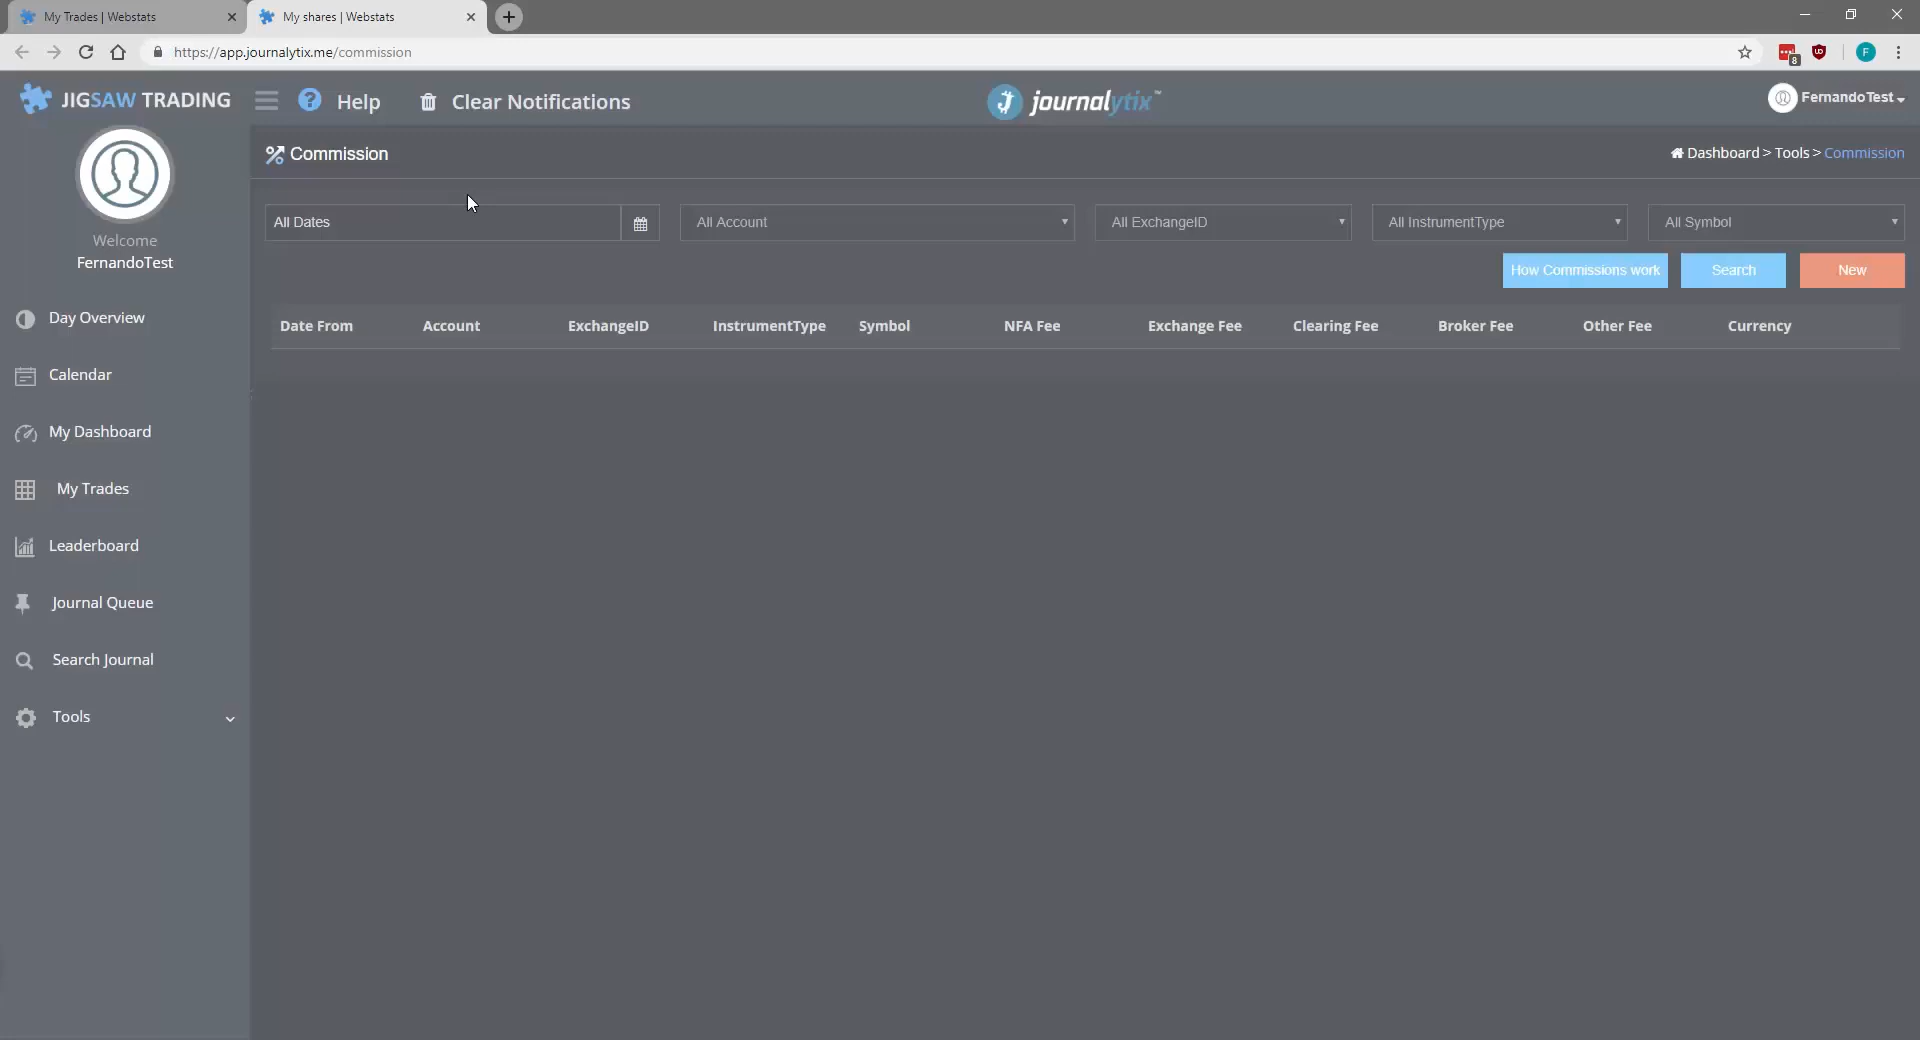 My Trades | Webstats
My shares | Webstats
https://app.journalytix.me/commission
8
F
JIGSAW TRADING
Help
Clear Notifications
journalytix™
FernandoTest
Commission
Dashboard > Tools > Commission
All Dates
All Account
All ExchangeID
All InstrumentType
All Symbol
Welcome
FernandoTest
How Commissions work
Search
New
Date From
Account
ExchangeID
InstrumentType
Symbol
NFA Fee
Exchange Fee
Clearing Fee
Broker Fee
Other Fee
Currency
Day Overview
Calendar
My Dashboard
My Trades
Leaderboard
Journal Queue
Search Journal
Tools